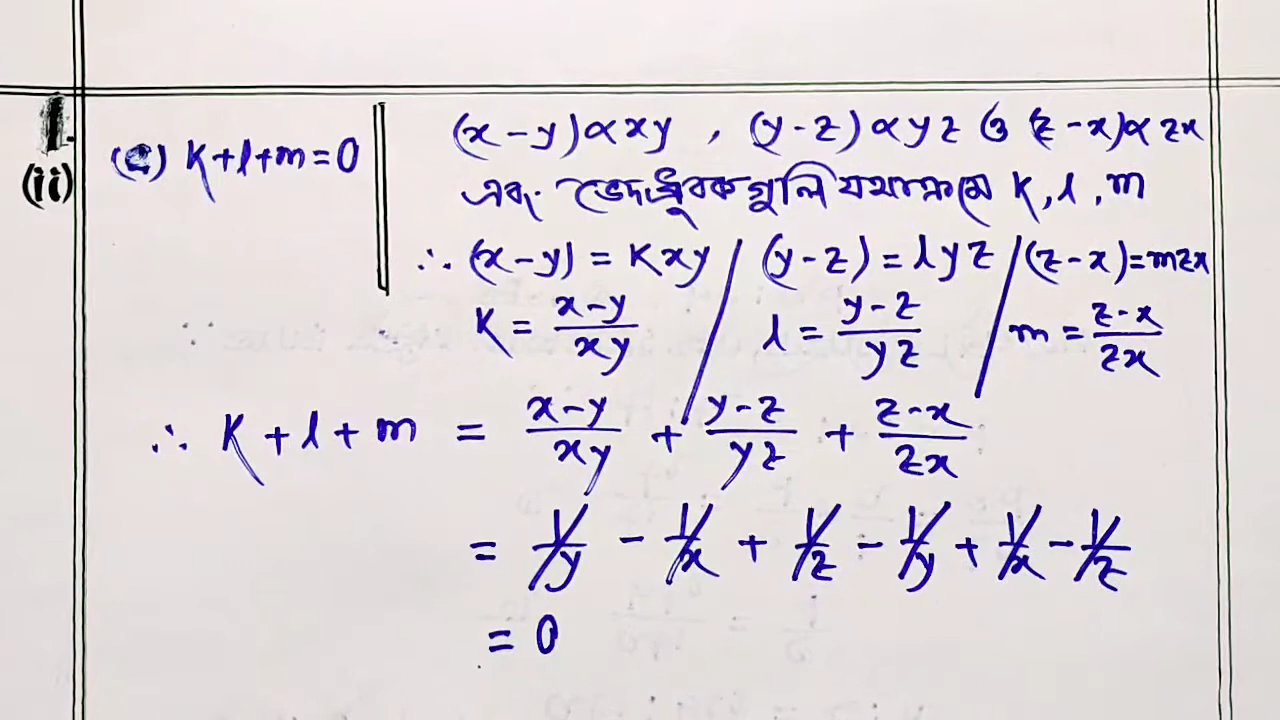 1.
(ii) (c) K+l+m=0
(x-y)∝xy , (y-z)∝yz ও (z-x)∝zx
এবং ভেদধ্রুবকগুলি যথাক্রমে K, l, m
∴ (x-y) = Kxy / (y-z) = lyz / (z-x)=mzx
K = x-y/xy l = y-z/yz m = z-x/zx
∴ K+l+m = x-y/xy + y-z/yz + z-x/zx
= 1/y - 1/x + 1/z - 1/y + 1/x - 1/z
= 0